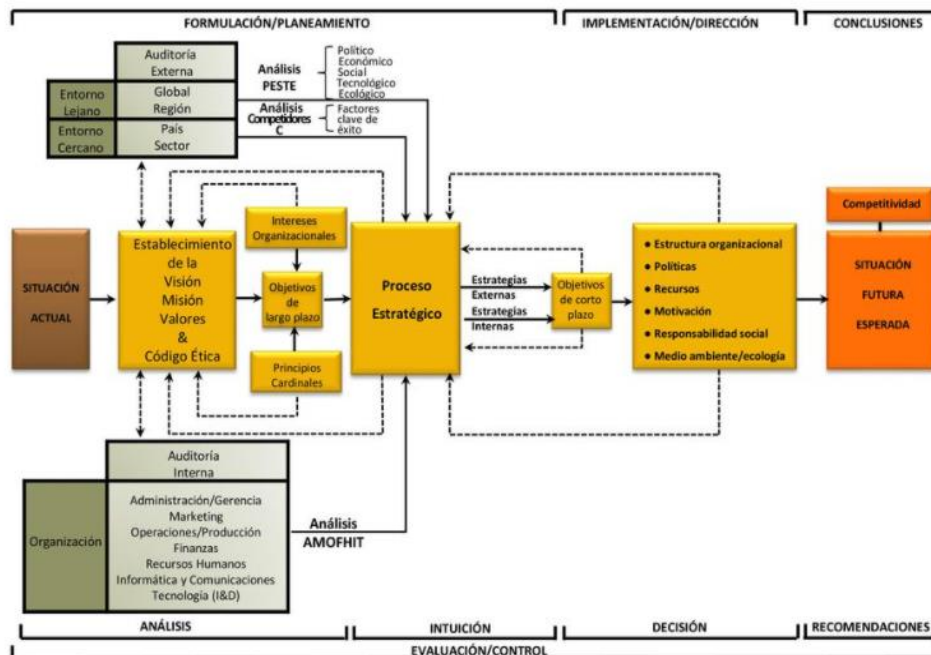 FORMULACIÓN/PLANEAMIENTO
IMPLEMENTACIÓN/DIRECCIÓN
CONCLUSIONES
Auditoría
Externa
Entorno
Lejano
Global
Región
Entorno
Cercano
País
Sector
Análisis
PESTE
Político
Económico
Social
Tecnológico
Ecológico
Análisis
Competidores
C
Factores
clave de
éxito
SITUACIÓN
ACTUAL
Establecimiento
de la
Visión
Misión
Valores
&
Código Ética
Intereses
Organizacionales
Objetivos
de
largo plazo
Principios
Cardinales
Proceso
Estratégico
Estrategias
Externas
Estrategias
Internas
Objetivos
de corto
plazo
● Estructura organizacional
● Políticas
● Recursos
● Motivación
● Responsabilidad social
● Medio ambiente/ecología
Competitividad
SITUACIÓN
FUTURA
ESPERADA
Auditoría
Interna
Organización
Administración/Gerencia
Marketing
Operaciones/Producción
Finanzas
Recursos Humanos
Informática y Comunicaciones
Tecnología (I&D)
Análisis
AMOFHIT
ANÁLISIS
INTUICIÓN
DECISIÓN
RECOMENDACIONES
EVALUACIÓN/CONTROL